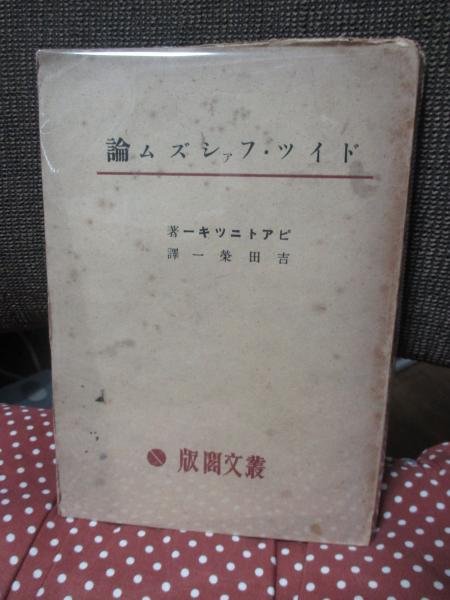 ドイツ・ファシズム論
ピアトニツキー著
吉田榮一譯
叢文閣版